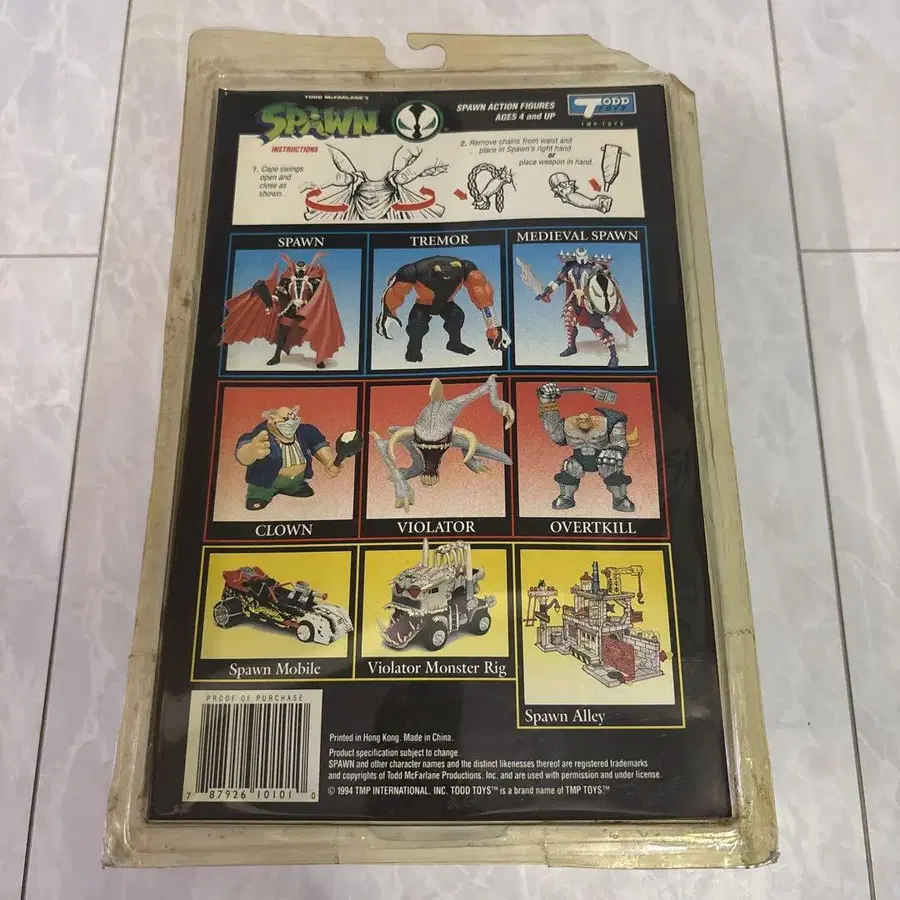 TODD McFARLANE'S
SPAWN
SPAWN ACTION FIGURES
AGES 4 and UP
TODD
TOYS
TMP TOYS
INSTRUCTIONS
1. Cape swings
open and
close as
shown.
2. Remove chains from waist and
place in Spawn's right hand
or
place weapon in hand
SPAWN
TREMOR
MEDIEVAL SPAWN
CLOWN
VIOLATOR
OVERTKILL
Spawn Mobile
Violator Monster Rig
Spawn Alley
PROOF OF PURCHASE
7 87926 10101 0
Printed in Hong Kong. Made in China.
Product specification subject to change.
SPAWN and other character names and the distinct likenesses thereof are registered trademarks
and copyrights of Todd McFarlane Productions, Inc. and are used with permission and under license.
© 1994 TMP INTERNATIONAL, INC. TODD TOYS™ is a brand name of TMP TOYS.™